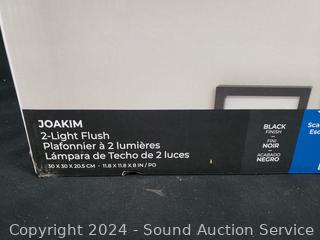 JOAKIM
2-Light Flush
Plafonnier à 2 lumières
Lámpara de Techo de 2 luces
30 X 30 X 20.5 CM - 11.8 X 11.8 X 8 IN / PO
BLACK
FINISH
FINI
NOIR
ACABADO
NEGRO
Copyright 2024 - Sound Auction Service